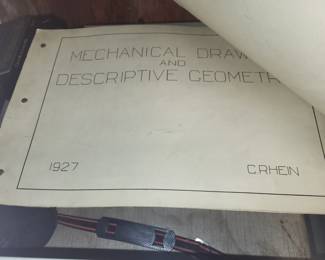 MECHANICAL DRAW
AND
DESCRIPTIVE GEOMETR
1927
C.RHEIN